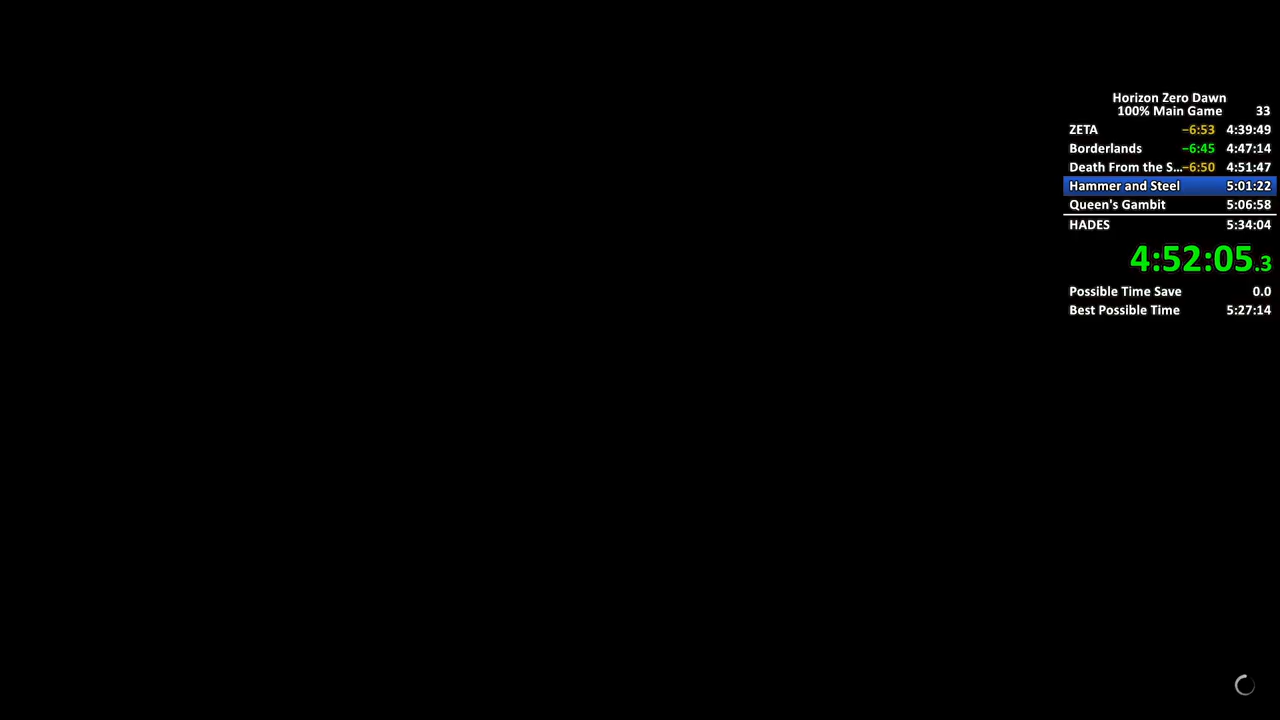 Horizon Zero Dawn
100% Main Game 33
ZETA −6:53 4:39:49
Borderlands −6:45 4:47:14
Death From the S... −6:50 4:51:47
Hammer and Steel 5:01:22
Queen's Gambit 5:06:58
HADES 5:34:04
4:52:05.3
Possible Time Save 0.0
Best Possible Time 5:27:14